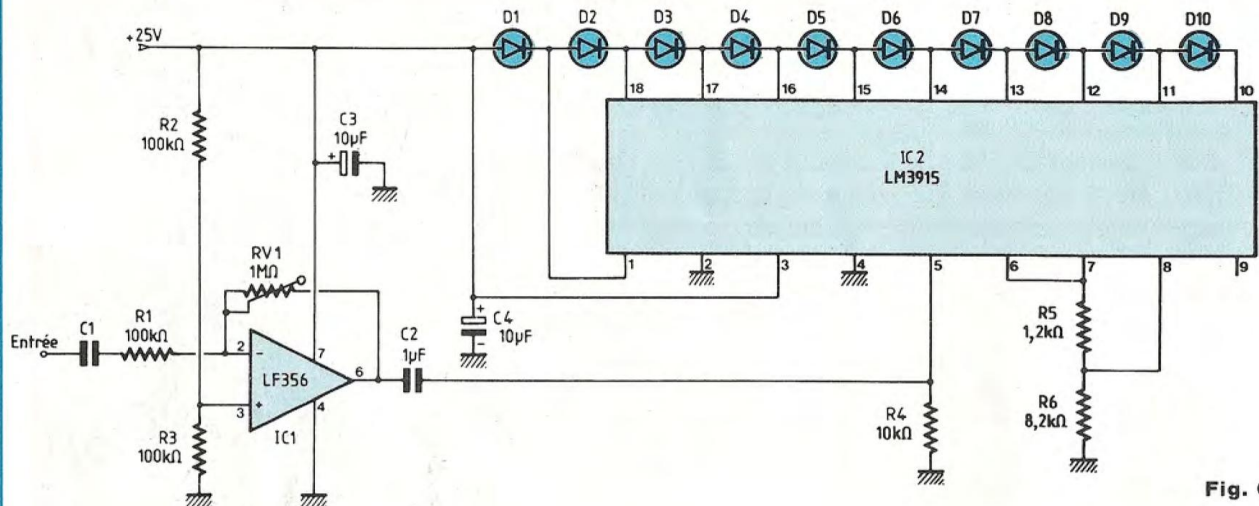 D1 D2 D3 D4 D5 D6 D7 D8 D9 D10
+25V
18 17 16 15 14 13 12 11 10
R2
100kΩ
C3
10µF
+
IC2
LM3915
RV1
1MΩ
1 2 3 4 5 6 7 8 9
Entrée
C1
R1
100kΩ
2
-
LF356
7
6
3
+
4
IC1
C2
1µF
+
C4
10µF
-
R3
100kΩ
R4
10kΩ
R5
1,2kΩ
R6
8,2kΩ
Fig.